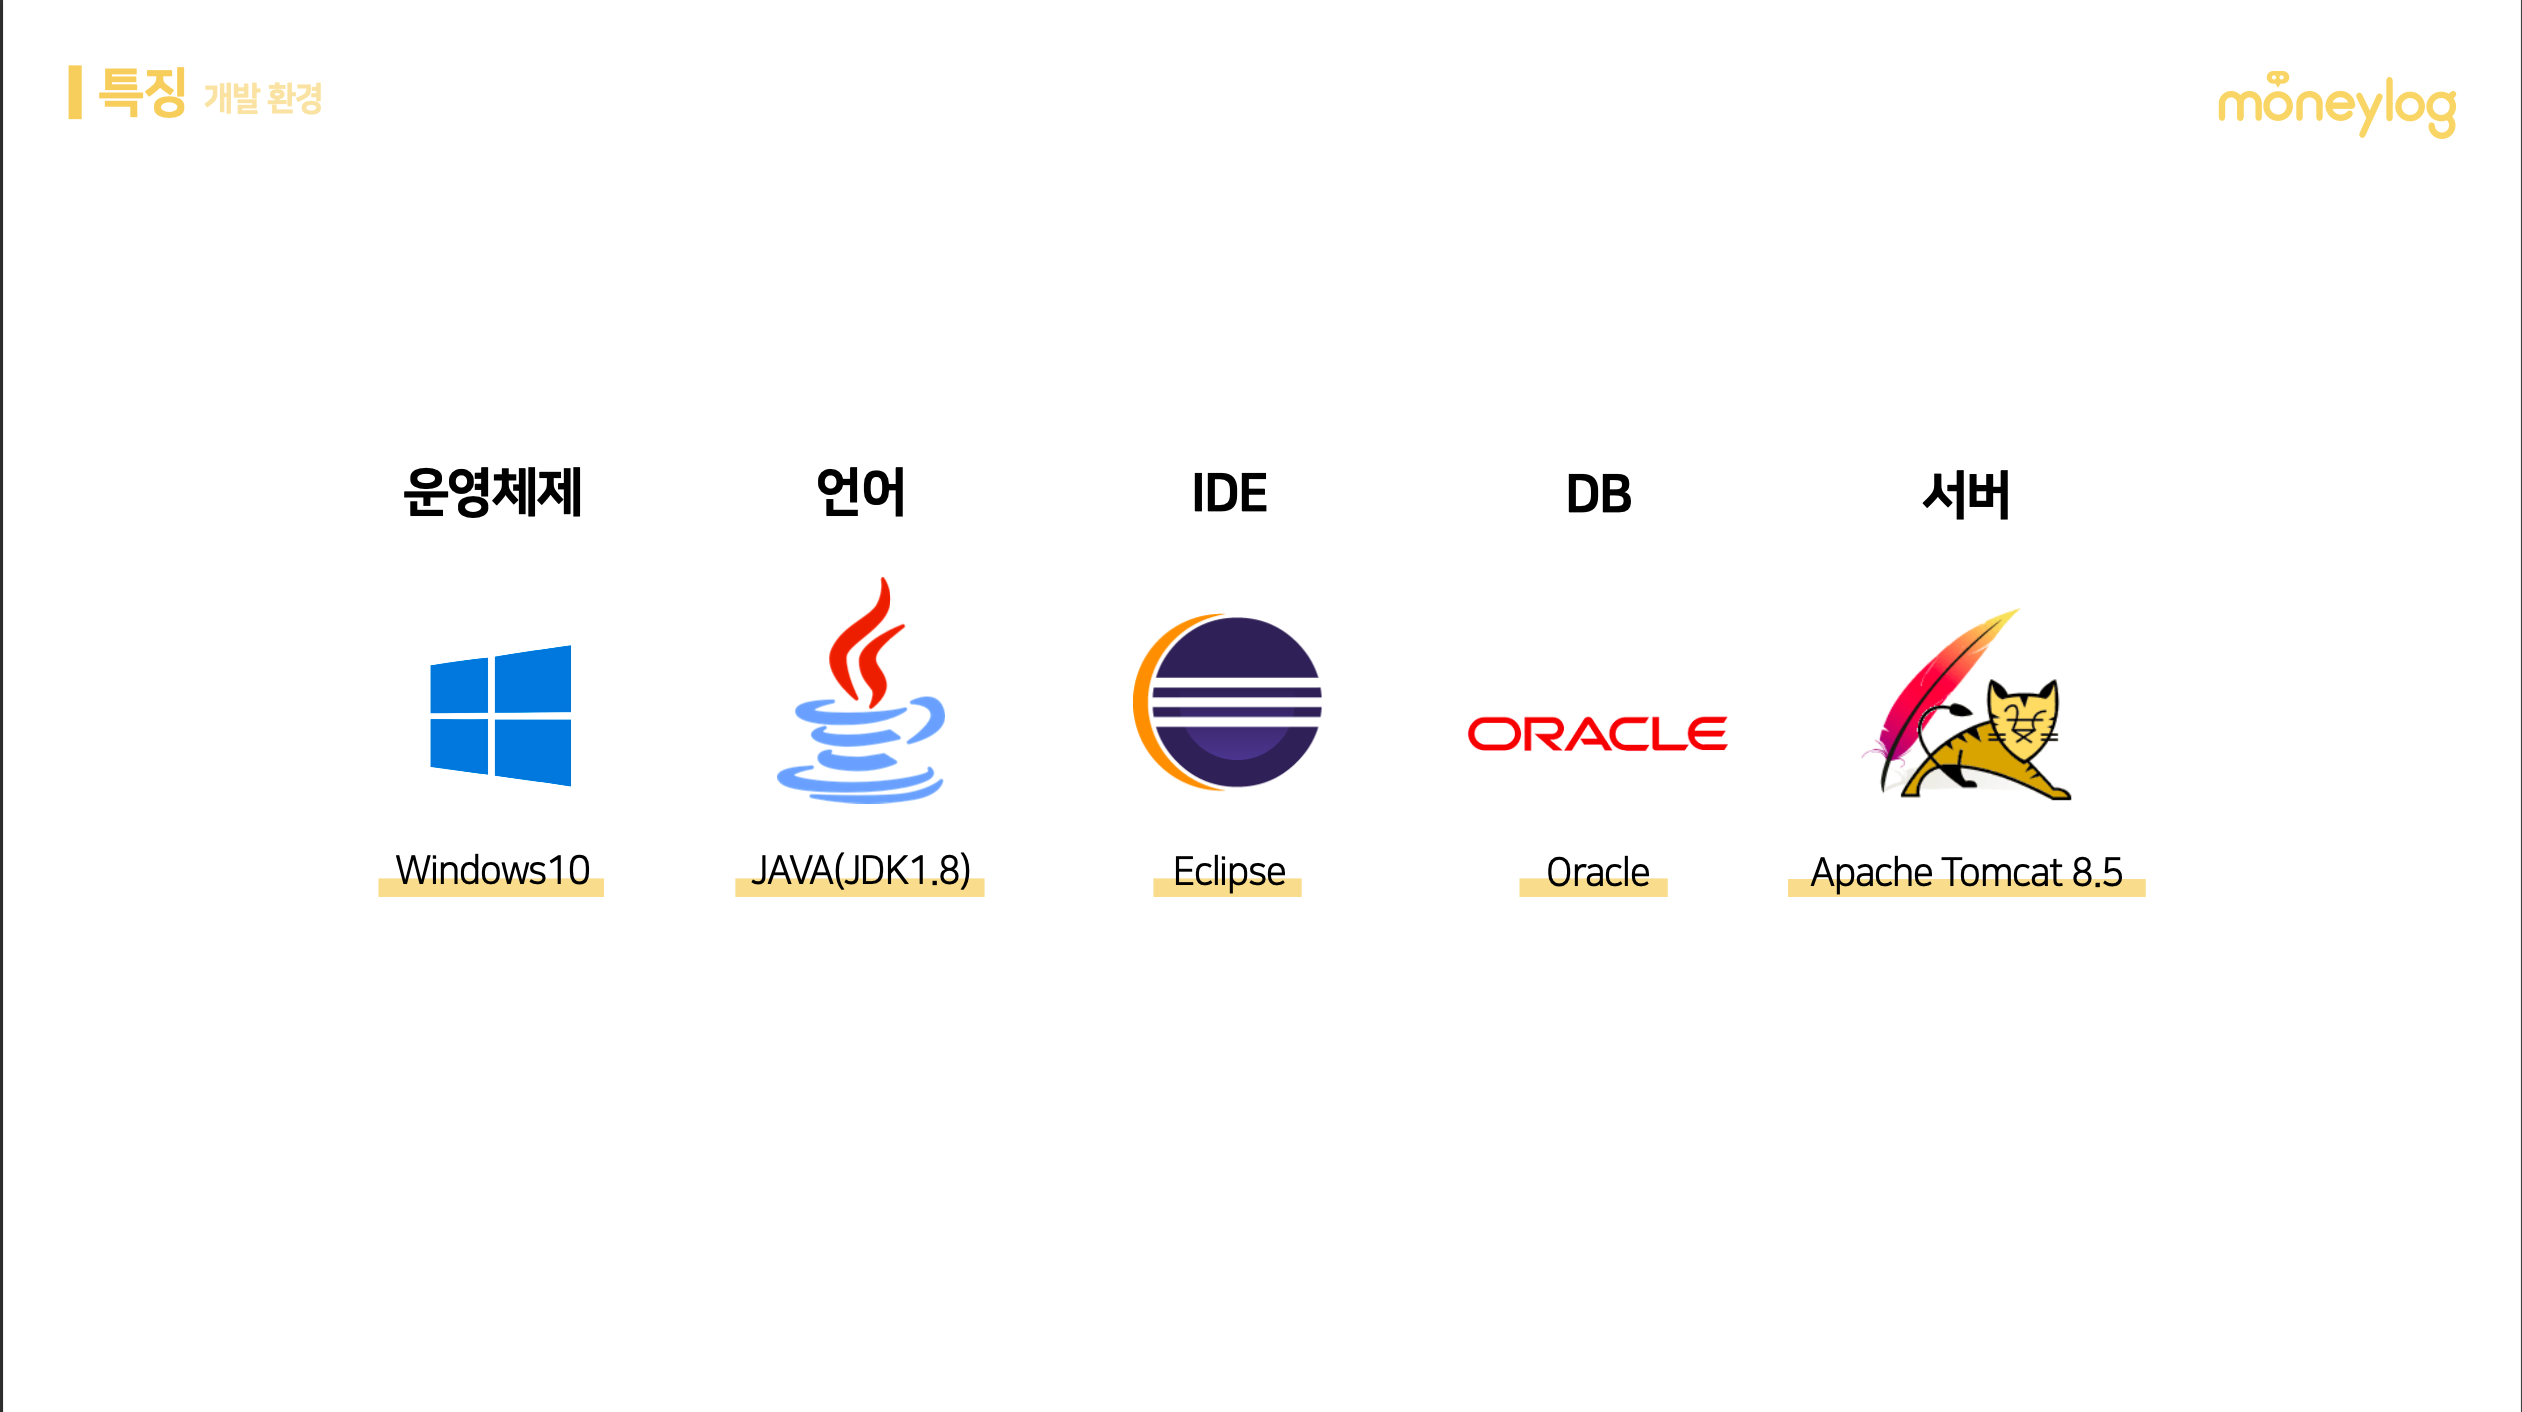 특징 개발 환경
moneylog
운영체제 언어 IDE DB 서버
ORACLE
Windows10 JAVA(JDK1.8) Eclipse Oracle Apache Tomcat 8.5